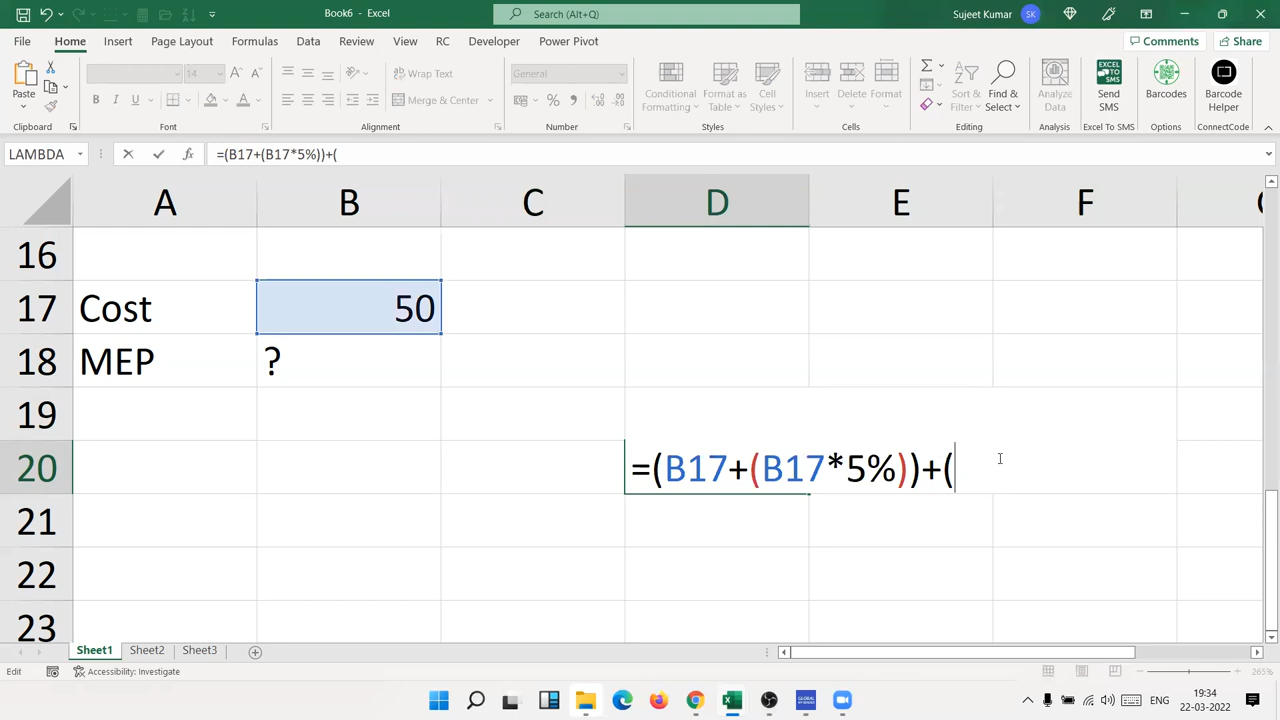 Book6 - Excel
Search (Alt+Q)
Sujeet Kumar
SK
File
Home
Insert
Page Layout
Formulas
Data
Review
View
RC
Developer
Power Pivot
Comments
Share
Paste
14
Wrap Text
Merge & Center
General
Conditional
Formatting
Format as
Table
Cell
Styles
Insert
Delete
Format
Sort &
Filter
Find &
Select
Analyze
Data
Send
SMS
Barcodes
Barcode
Helper
Clipboard
Font
Alignment
Number
Styles
Cells
Editing
Analysis
Excel To SMS
Options
ConnectCode
LAMBDA
=(B17+(B17*5%))+(
A B C D E F
16
17 Cost 50
18 MEP ?
19
20 =(B17+(B17*5%))+(
21
22
23
Sheet1
Sheet2
Sheet3
Edit
Accessibility: Investigate
265%
ENG
19:34
22-03-2022